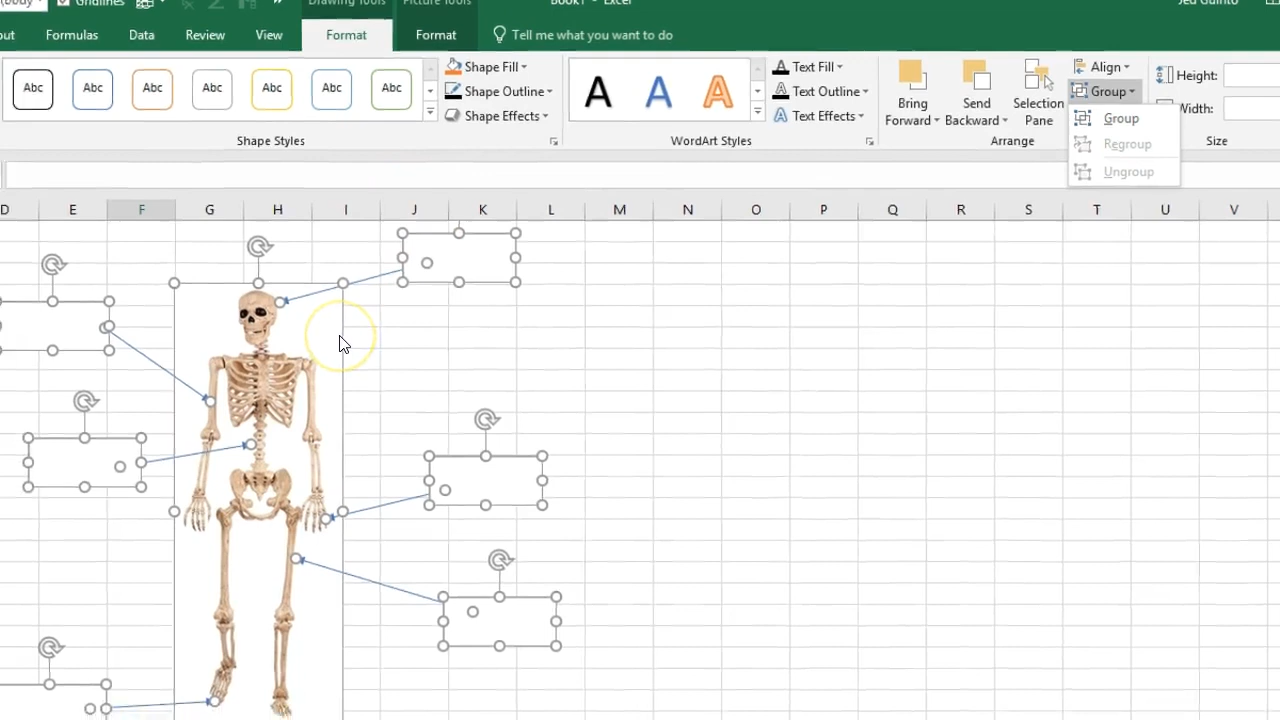 (body Gridlines Drawing Tools Picture Tools Book1 - Excel Jed Guinto
out Formulas Data Review View Format Format Tell me what you want to do
Abc Abc Abc Abc Abc Abc Abc
Shape Fill
Shape Outline
Shape Effects
Shape Styles
A A A
Text Fill
Text Outline
Text Effects
WordArt Styles
Bring
Forward
Send
Backward
Selection
Pane
Align
Group
Group
Regroup
Ungroup
Arrange
Height:
Width:
Size
D E F G H I J K L M N O P Q R S T U V